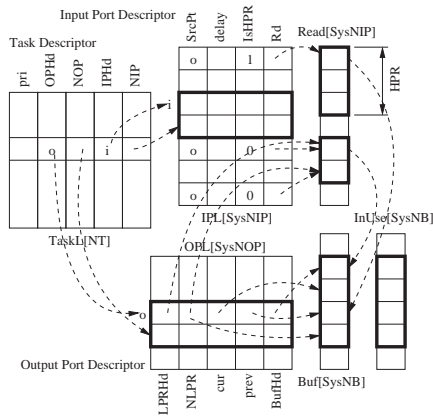 Input Port Descriptor
Task Descriptor
pri
OPHd
NOP
IPHd
NIP
SrcPt
delay
IsHPR
Rd
Read[SysNIP]
HPR
o
1
i
o
i
o
0
o
0
IPL[SysNIP]
TaskL[NT]
OPL[SysNOP]
InUse[SysNB]
o
Output Port Descriptor
LPRHd
NLPR
cur
prev
BufHd
Buf[SysNB]